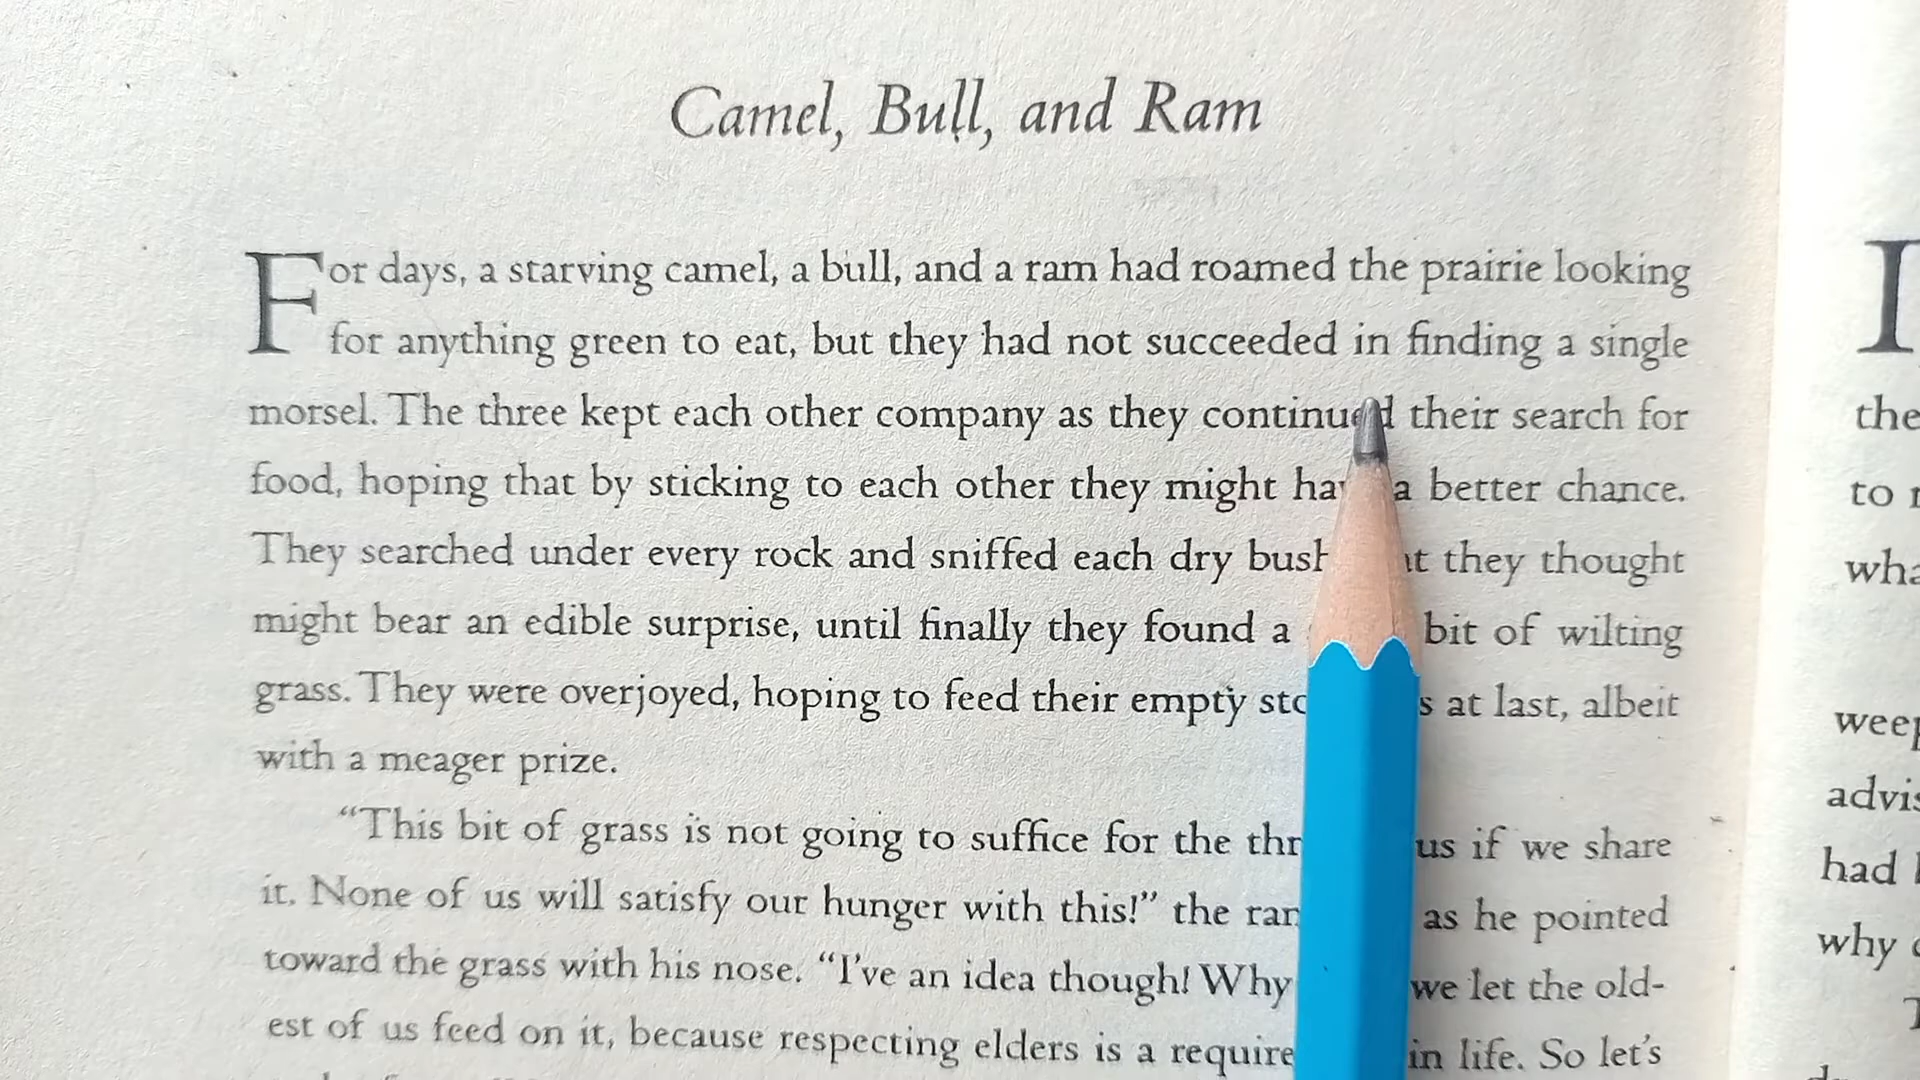 Camel, Bull, and Ram
For days, a starving camel, a bull, and a ram had roamed the prairie looking
for anything green to eat, but they had not succeeded in finding a single
morsel. The three kept each other company as they continued their search for
food, hoping that by sticking to each other they might have a better chance.
They searched under every rock and sniffed each dry bush they thought
might bear an edible surprise, until finally they found a bit of wilting
grass. They were overjoyed, hoping to feed their empty at last, albeit
with a meager prize.
“This bit of grass is not going to suffice for the us if we share
it. None of us will satisfy our hunger with this!” the as he pointed
toward the grass with his nose. “I’ve an idea though! Why we let the old-
est of us feed on it, because respecting elders is a in life. So let’s
the
to
had
why